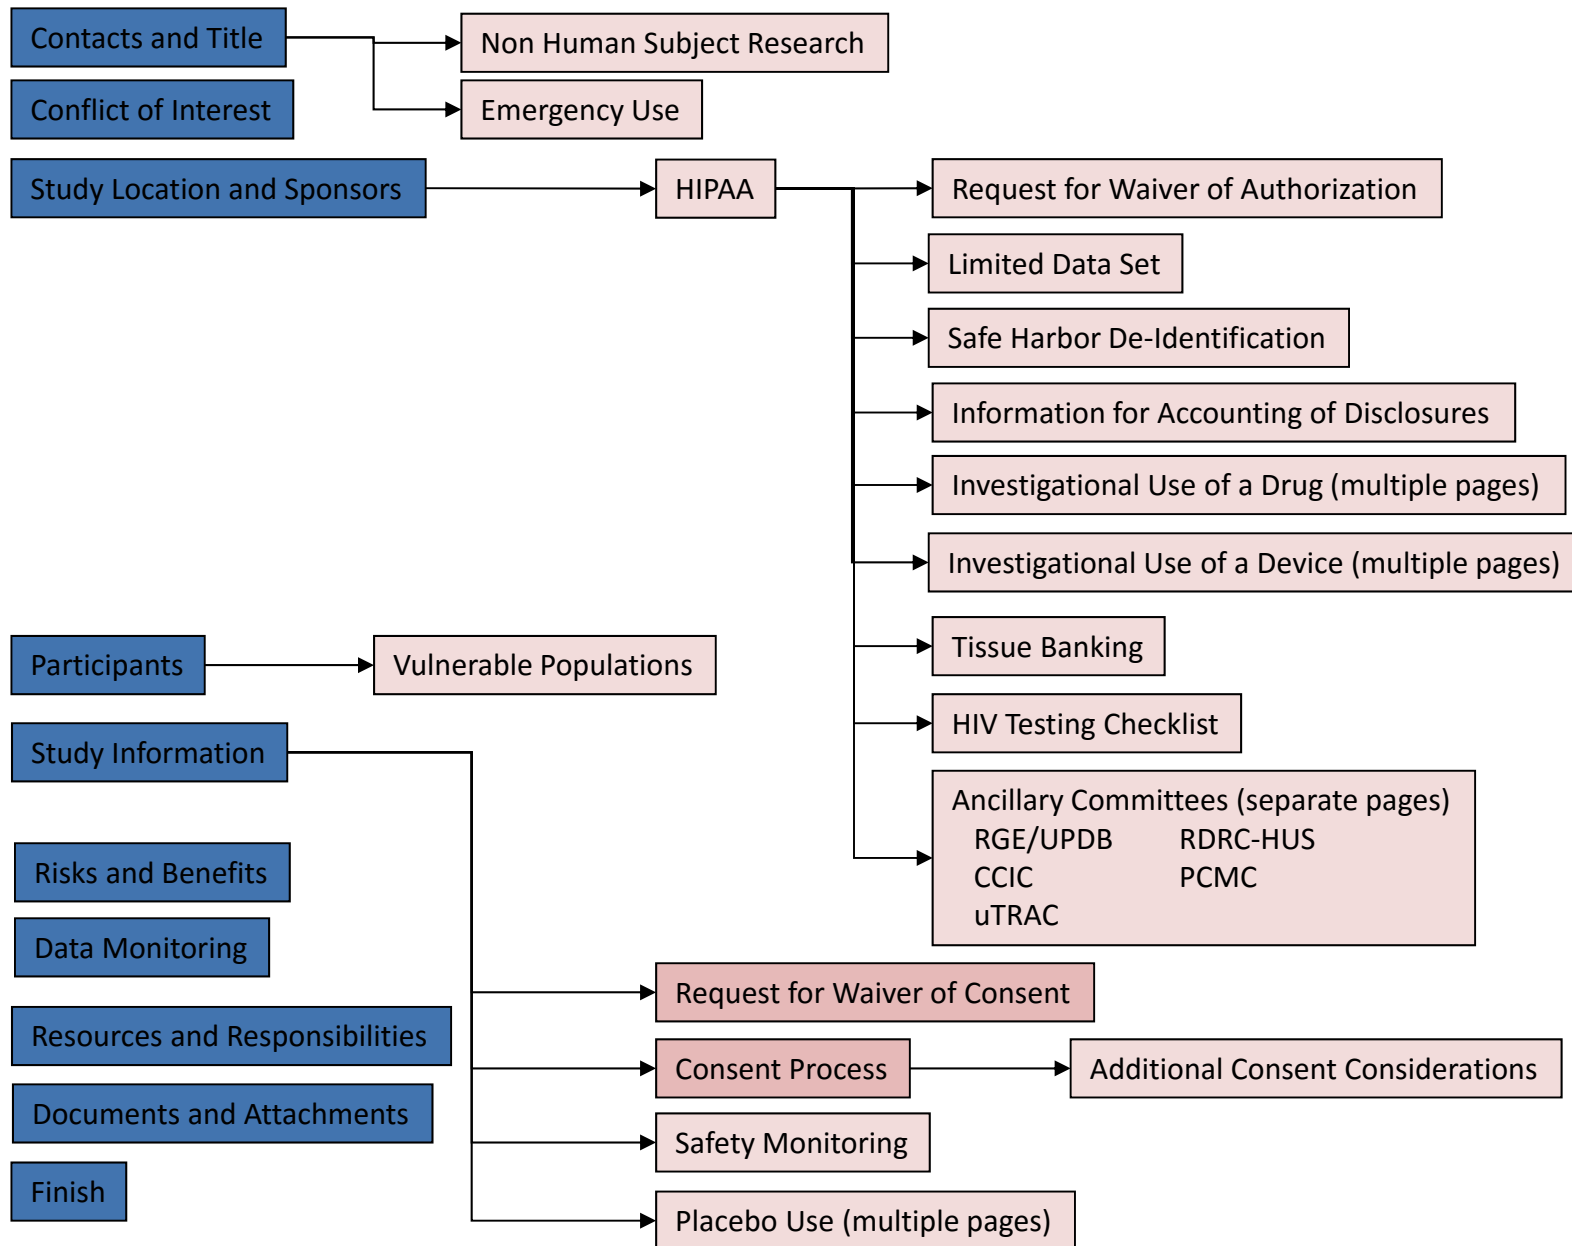 Contacts and Title
Non Human Subject Research
Conflict of Interest
Emergency Use
Study Location and Sponsors
HIPAA
Request for Waiver of Authorization
Limited Data Set
Safe Harbor De-Identification
Information for Accounting of Disclosures
Investigational Use of a Drug (multiple pages)
Investigational Use of a Device (multiple pages)
Tissue Banking
Participants
Vulnerable Populations
HIV Testing Checklist
Study Information
Ancillary Committees (separate pages)
RGE/UPDB RDRC-HUS
CCIC PCMC
uTRAC
Risks and Benefits
Data Monitoring
Request for Waiver of Consent
Resources and Responsibilities
Consent Process
Additional Consent Considerations
Documents and Attachments
Safety Monitoring
Finish
Placebo Use (multiple pages)